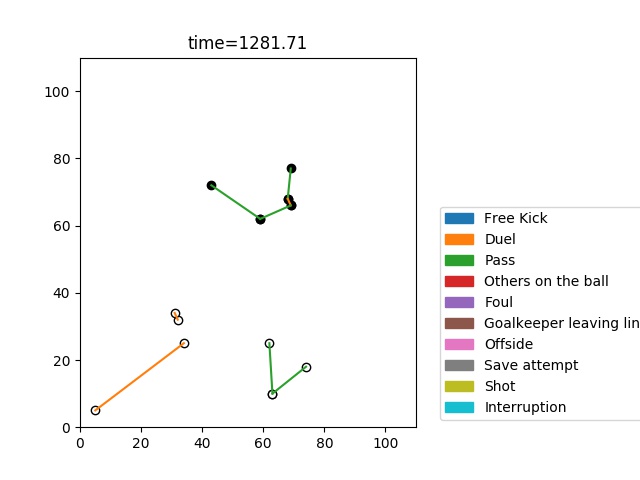 time=1281.71
100
80
60
40
20
0
0 20 40 60 80 100
Free Kick
Duel
Pass
Others on the ball
Foul
Goalkeeper leaving lin
Offside
Save attempt
Shot
Interruption